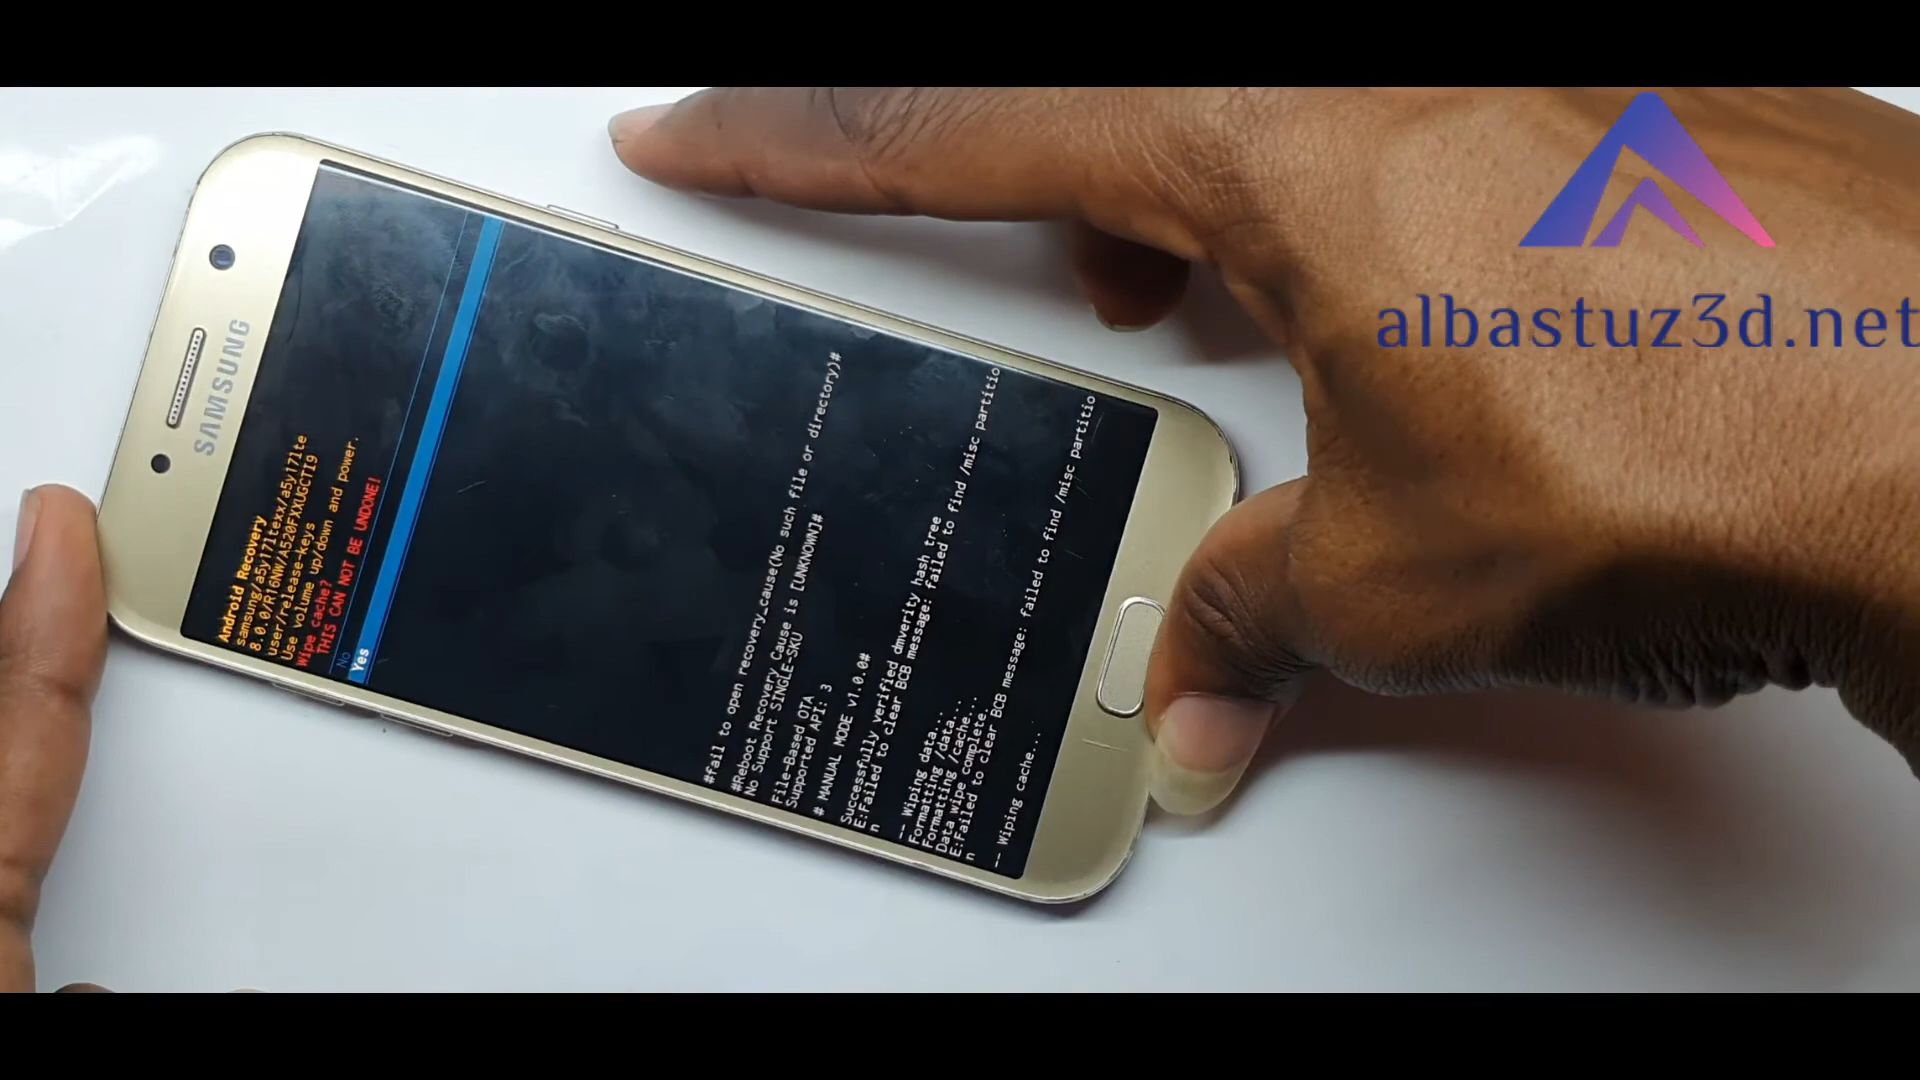 SAMSUNG
Android Recovery
samsung/a5y17ltexx/a5y17lte
8.0.0/R16NW/A520FXXUGCTI9
user/release-keys
Use volume up/down and power.
Wipe cache?
THIS CAN NOT BE UNDONE!
No
Yes
#fail to open recovery_cause(No such file or directory)#
#Reboot Recovery Cause is [UNKNOWN]#
No Support SINGLE-SKU
File-Based OTA
Supported API: 3
# MANUAL MODE v1.0.0#
Successfully verified dmverity hash tree
E:Failed to clear BCB message: failed to find /misc partitio
n
-- Wiping data...
Formatting /data...
Formatting /cache...
Data wipe complete.
E:Failed to clear BCB message: failed to find /misc partitio
n
-- Wiping cache...
albastuz3d.net